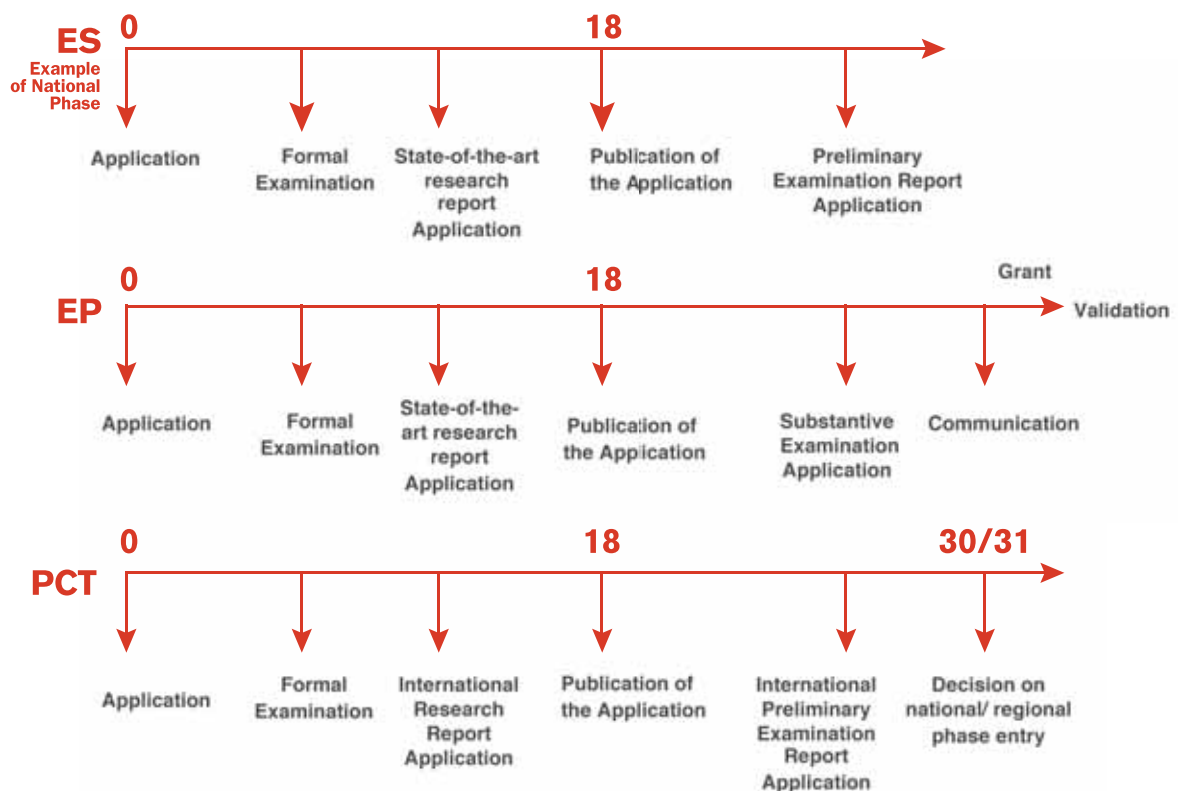 0
18
ES
Example
of National
Phase
Application
Formal
Examination
State-of-the-art
research
report
Application
Publication of
the Application
Preliminary
Examination Report
Application
0
18
Grant
EP
Validation
Application
Formal
Examination
State-of-the-
art research
report
Application
Publication of
the Application
Substantive
Examination
Application
Communication
0
18
30/31
PCT
Application
Formal
Examination
International
Research
Report
Application
Publication of
the Application
International
Preliminary
Examination
Report
Application
Decision on
national/ regional
phase entry